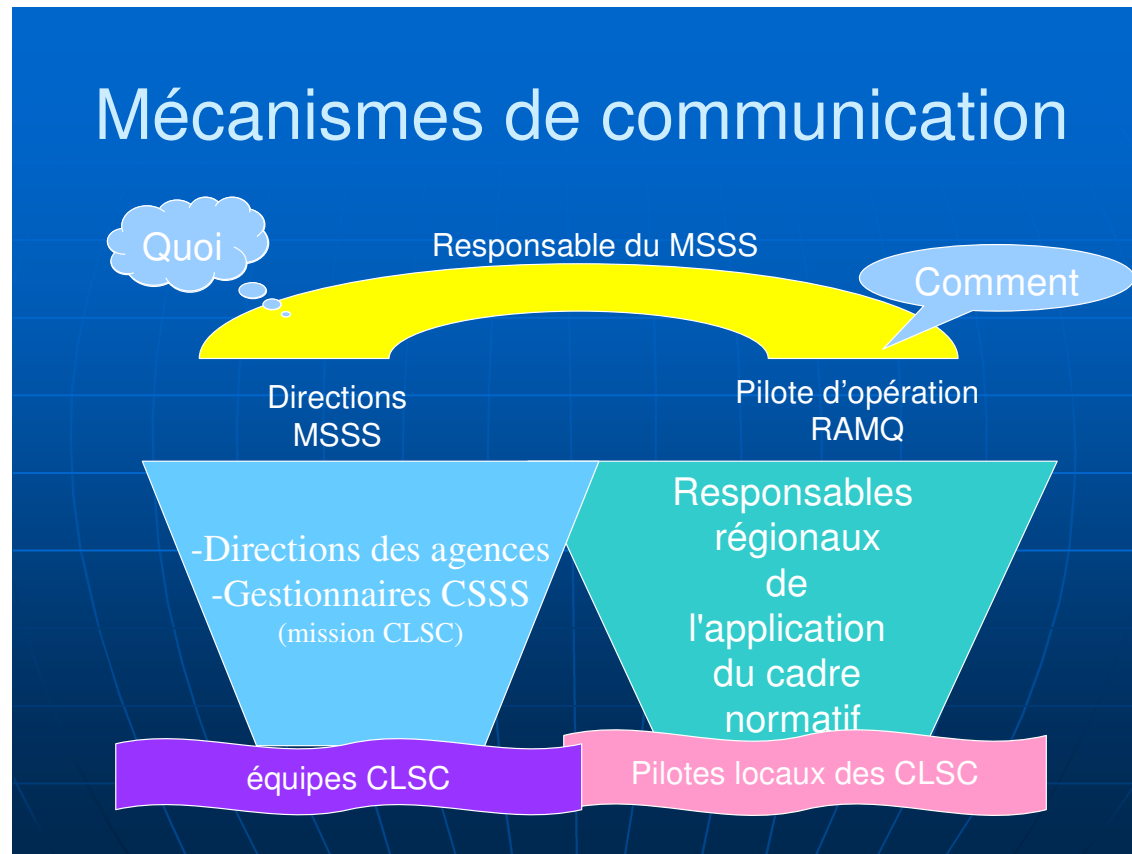 Mécanismes de communication
Quoi
Responsable du MSSS
Comment
Directions
MSSS
Pilote d'opération
RAMQ
-Directions des agences
-Gestionnaires CSSS
(mission CLSC)
Responsables
régionaux
de
l'application
du cadre
normatif
équipes CLSC
Pilotes locaux des CLSC